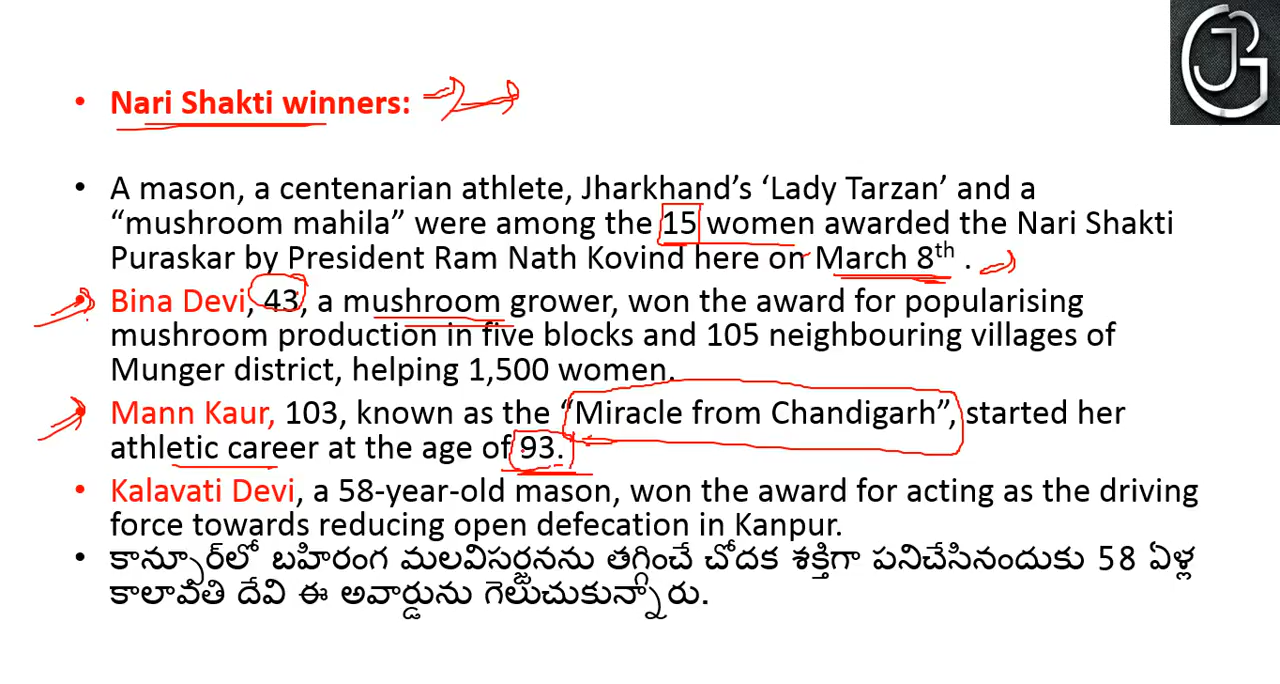 Nari Shakti winners:
A mason, a centenarian athlete, Jharkhand's 'Lady Tarzan' and a
"mushroom mahila" were among the 15 women awarded the Nari Shakti
Puraskar by President Ram Nath Kovind here on March 8th .
Bina Devi, 43, a mushroom grower, won the award for popularising
mushroom production in five blocks and 105 neighbouring villages of
Munger district, helping 1,500 women.
Mann Kaur, 103, known as the "Miracle from Chandigarh", started her
athletic career at the age of 93.
Kalavati Devi, a 58-year-old mason, won the award for acting as the driving
force towards reducing open defecation in Kanpur.
కాన్పూర్‌లో బహిరంగ మలవిసర్జనను తగ్గించే చోదక శక్తిగా పనిచేసినందుకు 58 ఏళ్ల
కాలావతి దేవి ఈ అవార్డును గెలుచుకున్నారు.